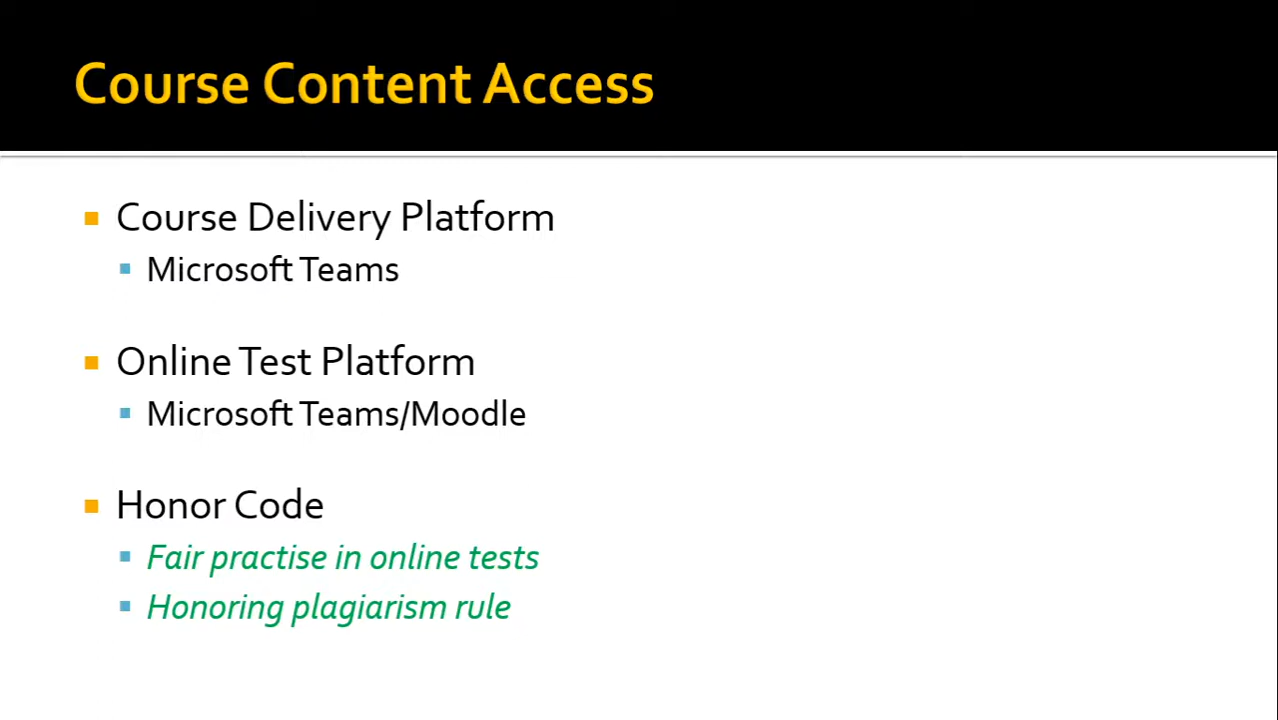 Course Content Access
Course Delivery Platform
Microsoft Teams
Online Test Platform
Microsoft Teams/Moodle
Honor Code
Fair practise in online tests
Honoring plagiarism rule